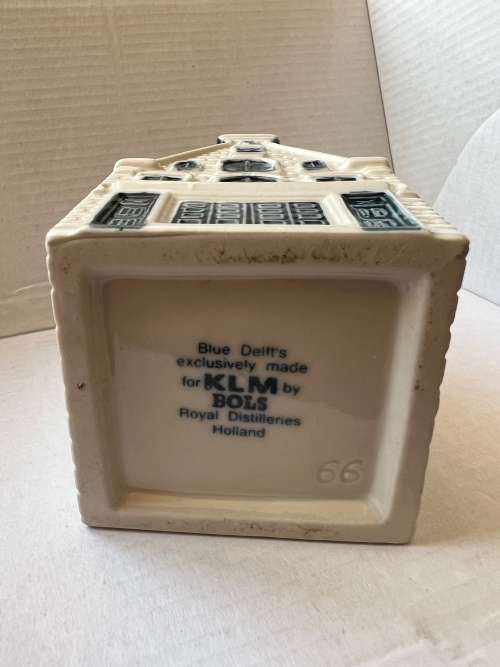 Blue Delft's
exclusively made
for KLM by
BOLS
Royal Distilleries
Holland
66